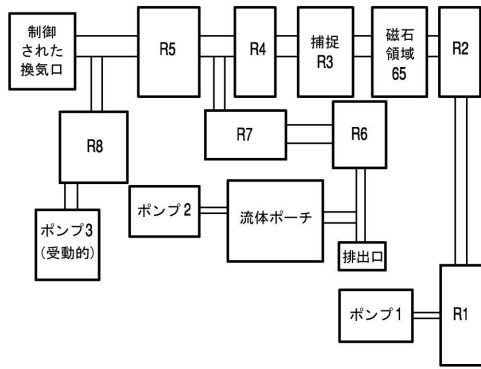 制御
された
換気口
R5
R4
捕捉
R3
磁石
領域
65
R2
R8
R7
R6
ポンプ3
(受動的)
ポンプ2
流体ポーチ
排出口
ポンプ1
R1